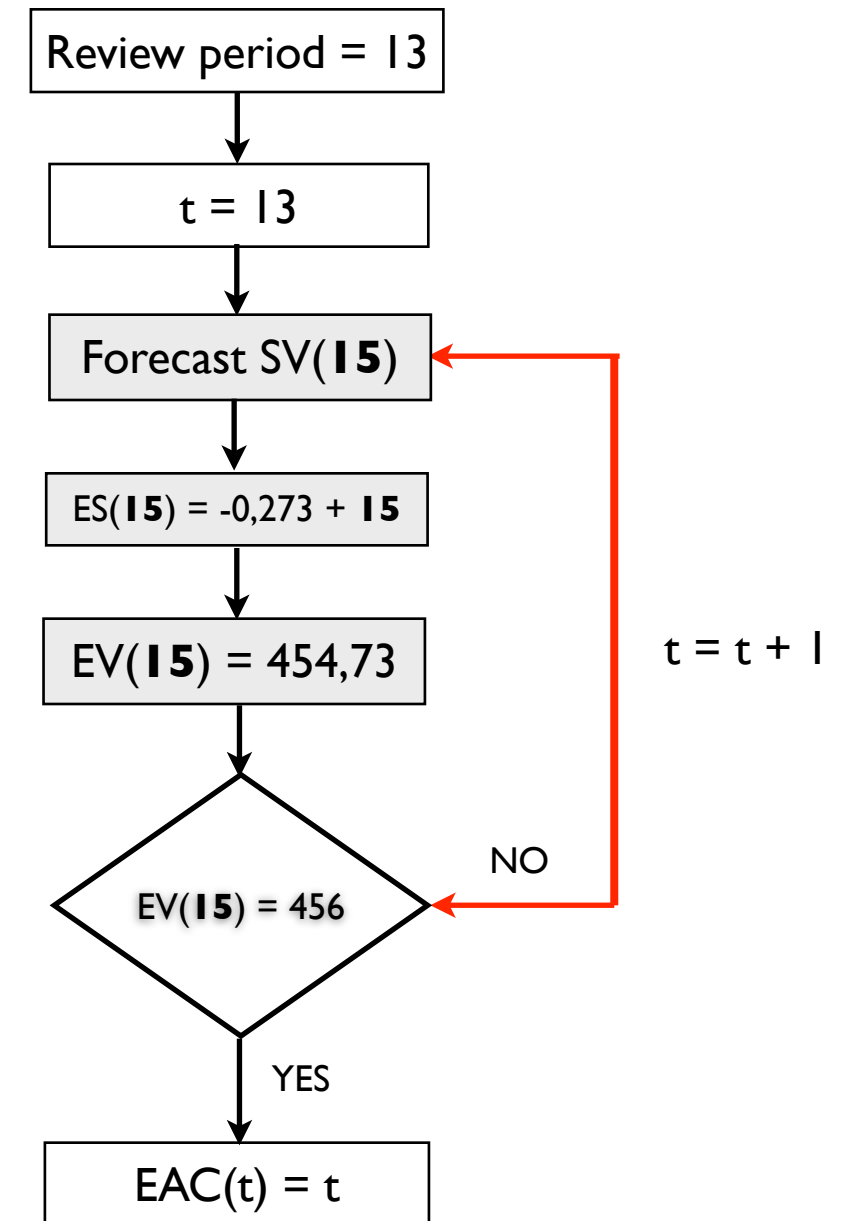 Review period = 13
t = 13
Forecast SV(15)
ES(15) = -0,273 + 15
EV(15) = 454,73
t = t + 1
NO
EV(15) = 456
YES
EAC(t) = t